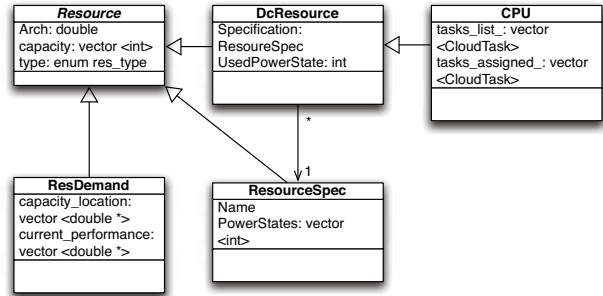 Resource
Arch: double
capacity: vector <int>
type: enum res_type
DcResource
Specification:
ResoureSpec
UsedPowerState: int
CPU
tasks_list_: vector
<CloudTask>
tasks_assigned_: vector
<CloudTask>
*
1
ResDemand
capacity_location:
vector <double *>
current_performance:
vector <double *>
ResourceSpec
Name
PowerStates: vector
<int>